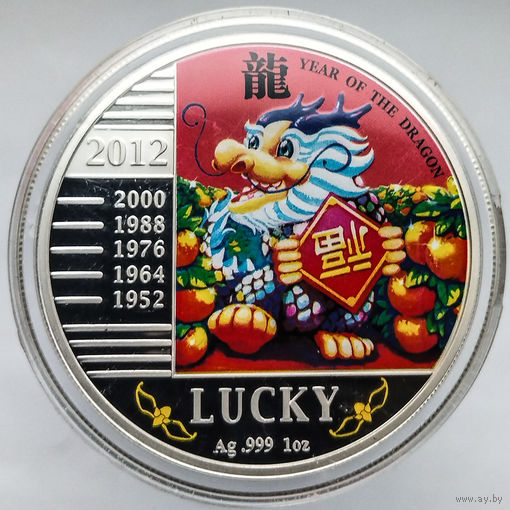 龍
YEAR OF THE DRAGON
2012
2000
1988
1976
1964
1952
福
LUCKY
Ag .999 1oz
www.ay.by